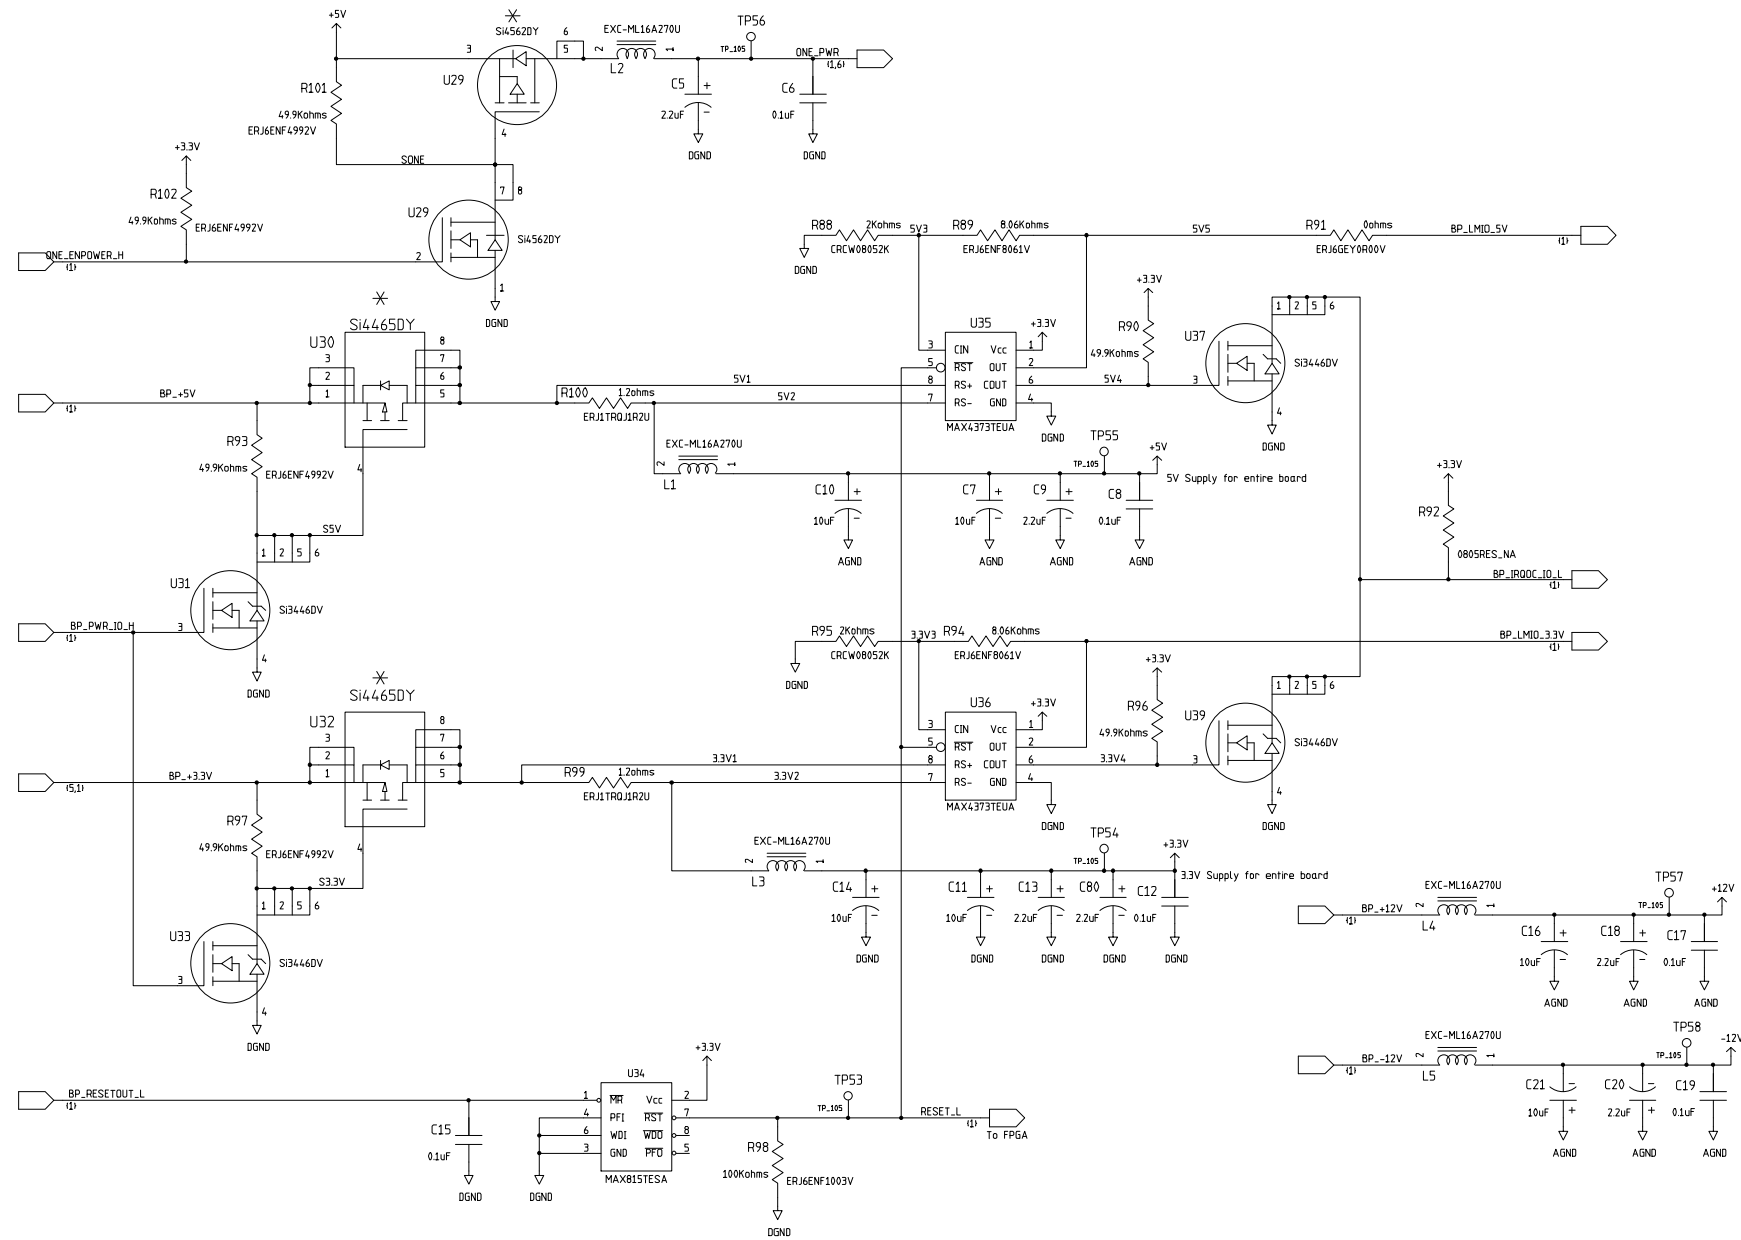 +5V
Si4562DY
3
6
5
U29
4
EXC-ML16A270U
2
1
L2
TP56
TP_105
ONE_PWR
(1,6)
C5
+
2.2uF
-
DGND
C6
0.1uF
DGND
R101
49.9Kohms
ERJ6ENF4992V
SONE
+3.3V
R102
49.9Kohms
ERJ6ENF4992V
ONE_ENPOWER_H
(1)
U29
7
8
Si4562DY
2
1
DGND
R88
2Kohms
CRCW08052K
DGND
5V3
R89
8.06Kohms
ERJ6ENF8061V
5V5
R91
0ohms
ERJ6GEY0R00V
BP_LMIO_5V
(1)
Si4465DY
U30
3
2
1
8
7
6
5
4
BP_+5V
(1)
R93
49.9Kohms
ERJ6ENF4992V
S5V
1
2
5
6
U31
Si3446DV
BP_PWR_IO_H
(1)
3
4
DGND
5V1
R100
1.2ohms
ERJ1TRQJ1R2U
5V2
U35
+3.3V
3
CIN
Vcc
1
5
RST
OUT
2
8
RS+
COUT
6
7
RS-
GND
4
MAX4373TEUA
DGND
+3.3V
R90
49.9Kohms
5V4
U37
1
2
5
6
Si3446DV
3
4
DGND
EXC-ML16A270U
2
1
L1
TP55
TP_105
+5V
5V Supply for entire board
C10
+
10uF
-
AGND
C7
+
10uF
-
AGND
C9
+
2.2uF
-
AGND
C8
0.1uF
AGND
+3.3V
R92
0805RES_NA
BP_IRQOC_IO_L
(1)
R95
2Kohms
CRCW08052K
DGND
3.3V3
R94
8.06Kohms
ERJ6ENF8061V
BP_LMIO_3.3V
(1)
Si4465DY
U32
3
2
1
8
7
6
5
4
BP_+3.3V
(5,1)
R97
49.9Kohms
ERJ6ENF4992V
S3.3V
1
2
5
6
U33
Si3446DV
3
4
DGND
3.3V1
R99
1.2ohms
ERJ1TRQJ1R2U
3.3V2
U36
+3.3V
3
CIN
Vcc
1
5
RST
OUT
2
8
RS+
COUT
6
7
RS-
GND
4
MAX4373TEUA
DGND
+3.3V
R96
49.9Kohms
3.3V4
U39
1
2
5
6
Si3446DV
3
4
DGND
EXC-ML16A270U
2
1
L3
TP54
TP_105
+3.3V
3.3V Supply for entire board
C14
+
10uF
-
DGND
C11
+
10uF
-
DGND
C13
+
2.2uF
-
DGND
C80
+
2.2uF
-
DGND
C12
0.1uF
DGND
BP_+12V
(1)
EXC-ML16A270U
2
1
L4
TP57
TP_105
+12V
C16
+
10uF
-
AGND
C18
+
2.2uF
-
AGND
C17
0.1uF
AGND
BP_-12V
(1)
EXC-ML16A270U
2
1
L5
TP58
TP_105
-12V
C21
-
10uF
+
AGND
C20
-
2.2uF
+
AGND
C19
0.1uF
AGND
BP_RESETOUT_L
(1)
C15
0.1uF
DGND
U34
+3.3V
1
MR
Vcc
2
4
PFI
RST
7
6
WDI
WDO
8
3
GND
PFO
5
MAX815TESA
DGND
TP53
TP_105
R98
100Kohms
ERJ6ENF1003V
DGND
RESET_L
(1)
To FPGA